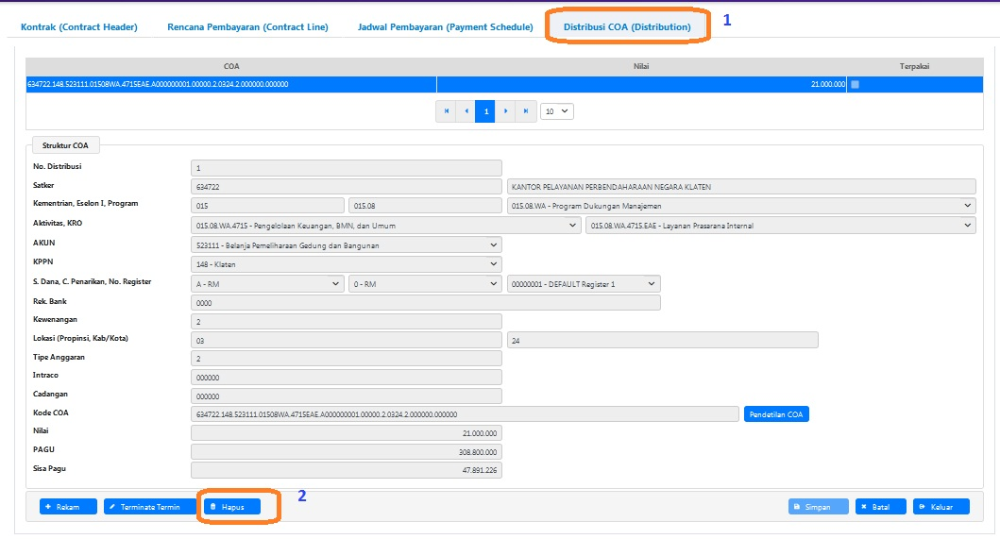 Kontrak (Contract Header) Rencana Pembayaran (Contract Line) Jadwal Pembayaran (Payment Schedule) Distribusi COA (Distribution) 1
COA Nilai Terpakai
634722.148.523111.01508WA.4715EAE.A000000001.00000.2.0324.2.000000.000000 21.000.000
1 10
Struktur COA
No. Distribusi 1
Satker 634722 KANTOR PELAYANAN PERBENDAHARAAN NEGARA KLATEN
Kementrian, Eselon I, Program 015 015.08 015.08.WA - Program Dukungan Manajemen
Aktivitas, KRO 015.08.WA.4715 - Pengelolaan Keuangan, BMN, dan Umum 015.08.WA.4715.EAE - Layanan Prasarana Internal
AKUN 523111 - Belanja Pemeliharaan Gedung dan Bangunan
KPPN 148 - Klaten
S. Dana, C. Penarikan, No. Register A - RM 0 - RM 00000001 - DEFAULT Register 1
Rek. Bank 0000
Kewenangan 2
Lokasi (Propinsi, Kab/Kota) 03 24
Tipe Anggaran 2
Intraco 000000
Cadangan 000000
Kode COA 634722.148.523111.01508WA.4715EAE.A000000001.00000.2.0324.2.000000.000000 Pendetilan COA
Nilai 21.000.000
PAGU 308.800.000
Sisa Pagu 47.891.226
Rekam Terminate Termin Hapus 2 Simpan Batal Keluar